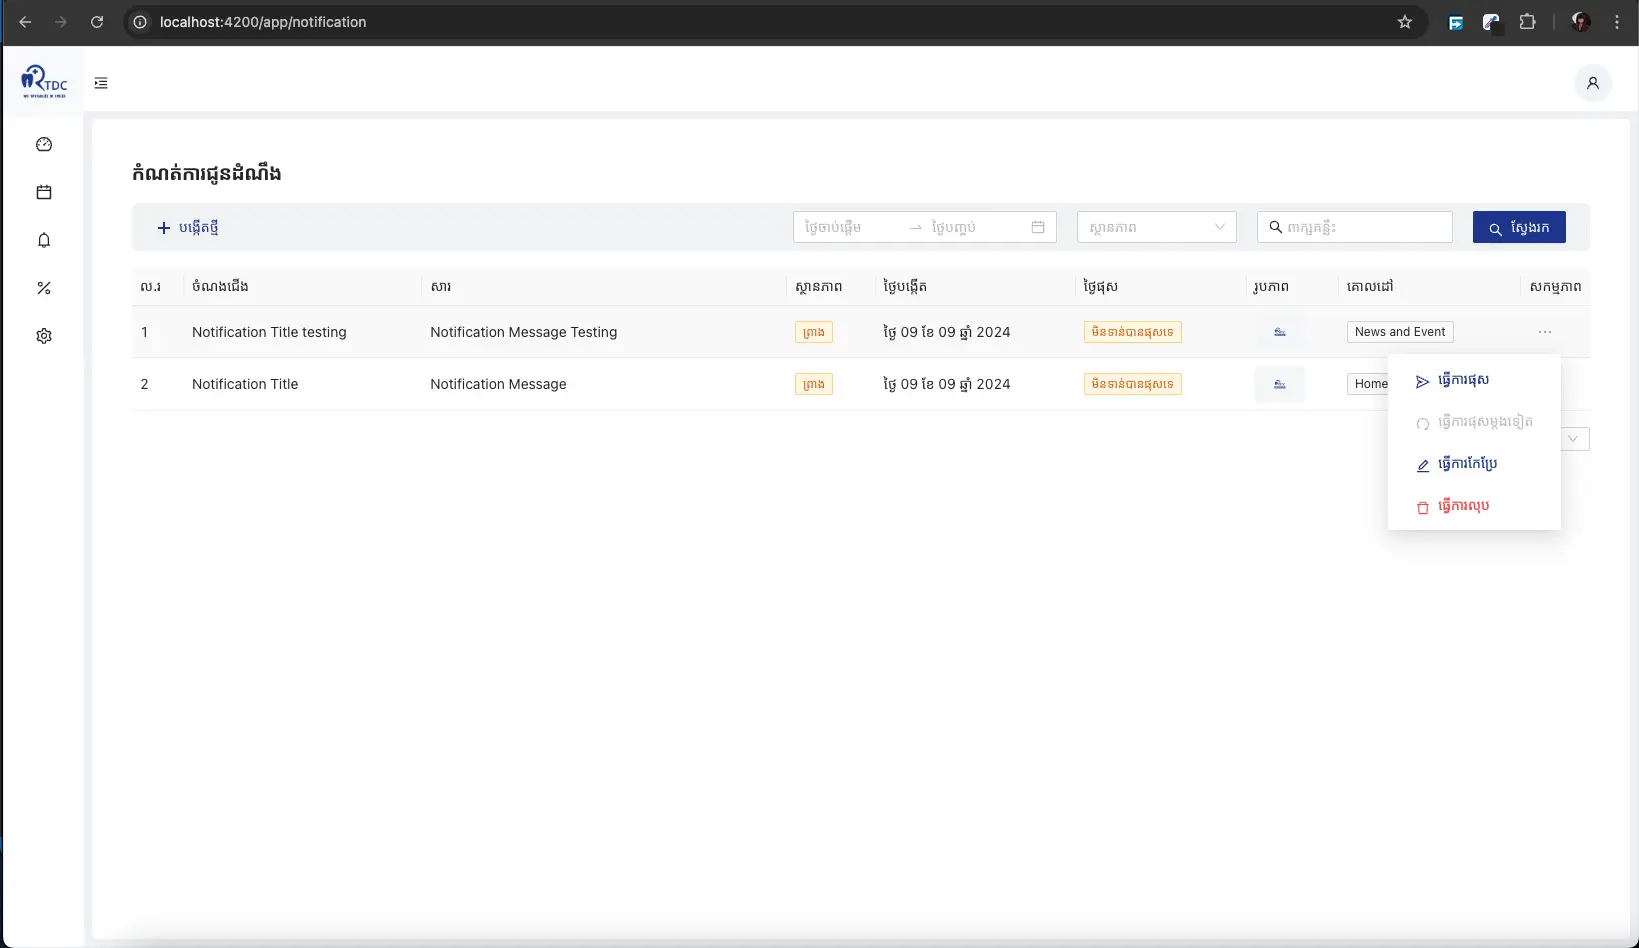 localhost:4200/app/notification
RTDC
កំណត់ការជូនដំណឹង
បង្កើតថ្មី
ថ្ងៃចាប់ផ្ដើម
ថ្ងៃបញ្ចប់
ស្ថានភាព
ពាក្យគន្លឹះ
ស្វែងរក
ល.រ ចំណងជើង សារ ស្ថានភាព ថ្ងៃបង្កើត ថ្ងៃផុស រូបភាព គោលដៅ សកម្មភាព
1 Notification Title testing Notification Message Testing ព្រាង ថ្ងៃ 09 ខែ 09 ឆ្នាំ 2024 មិនទាន់បានផុសទេ News and Event ...
2 Notification Title Notification Message ព្រាង ថ្ងៃ 09 ខែ 09 ឆ្នាំ 2024 មិនទាន់បានផុសទេ Home
ធ្វើការផុស
ធ្វើការផុសម្ដងទៀត
ធ្វើការកែប្រែ
ធ្វើការលុប